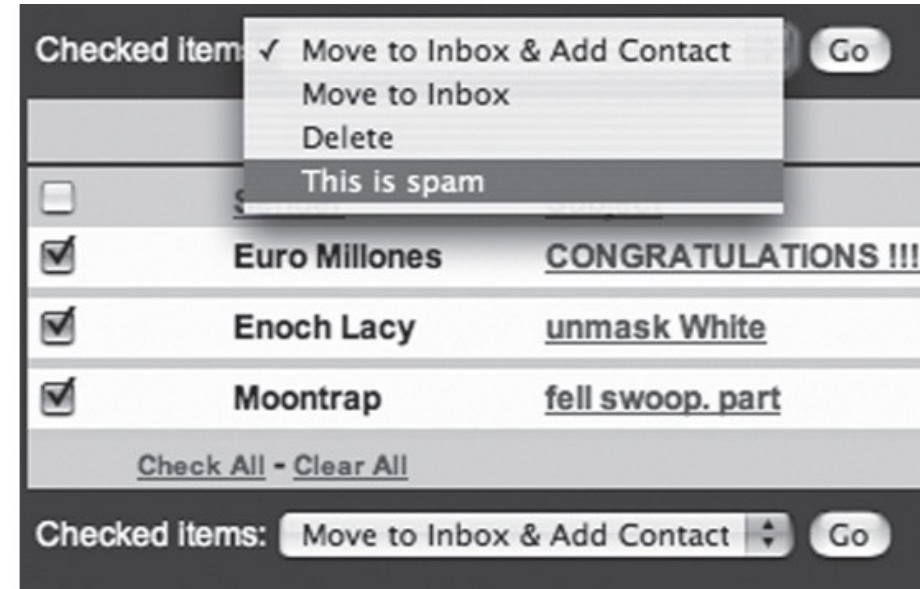 Checked item
✓ Move to Inbox & Add Contact
Go
Move to Inbox
Delete
This is spam
Euro Millones CONGRATULATIONS !!!
Enoch Lacy unmask White
Moontrap fell swoop. part
Check All - Clear All
Checked items: Move to Inbox & Add Contact Go